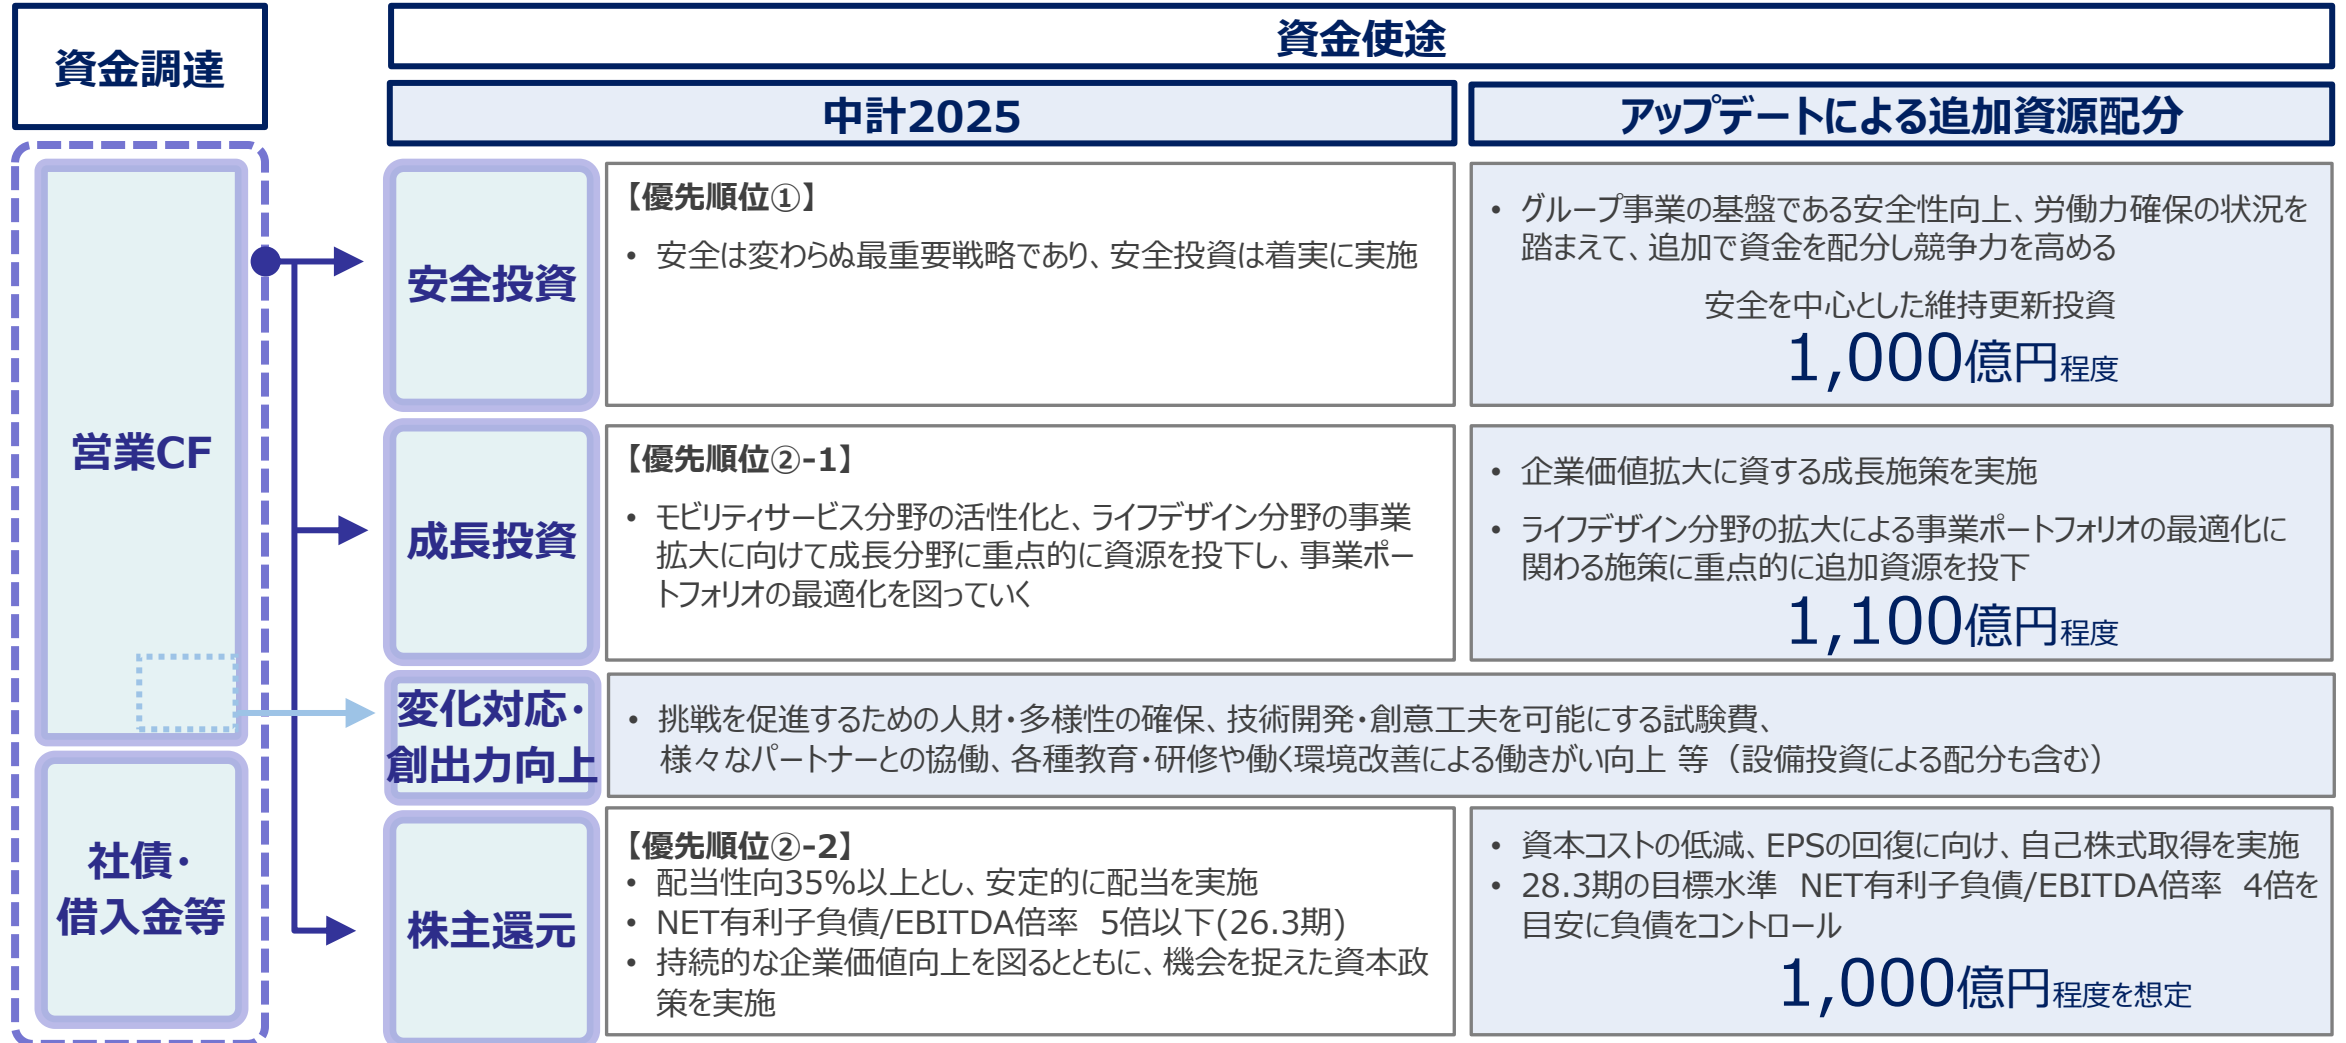 資金調達
資金使途
中計2025
アップデートによる追加資源配分
営業CF
社債・
借入金等
安全投資
【優先順位①】
• 安全は変わらぬ最重要戦略であり、安全投資は着実に実施
• グループ事業の基盤である安全性向上、労働力確保の状況を
踏まえて、追加で資金を配分し競争力を高める
安全を中心とした維持更新投資
1,000億円程度
成長投資
【優先順位②-1】
• モビリティサービス分野の活性化と、ライフデザイン分野の事業
拡大に向けて成長分野に重点的に資源を投下し、事業ポー
トフォリオの最適化を図っていく
• 企業価値拡大に資する成長施策を実施
• ライフデザイン分野の拡大による事業ポートフォリオの最適化に
関わる施策に重点的に追加資源を投下
1,100億円程度
変化対応・
創出力向上
• 挑戦を促進するための人財・多様性の確保、技術開発・創意工夫を可能にする試験費、
様々なパートナーとの協働、各種教育・研修や働く環境改善による働きがい向上 等（設備投資による配分も含む）
株主還元
【優先順位②-2】
• 配当性向35%以上とし、安定的に配当を実施
• NET有利子負債/EBITDA倍率 5倍以下(26.3期)
• 持続的な企業価値向上を図るとともに、機会を捉えた資本政
策を実施
• 資本コストの低減、EPSの回復に向け、自己株式取得を実施
• 28.3期の目標水準 NET有利子負債/EBITDA倍率 4倍を
目安に負債をコントロール
1,000億円程度を想定